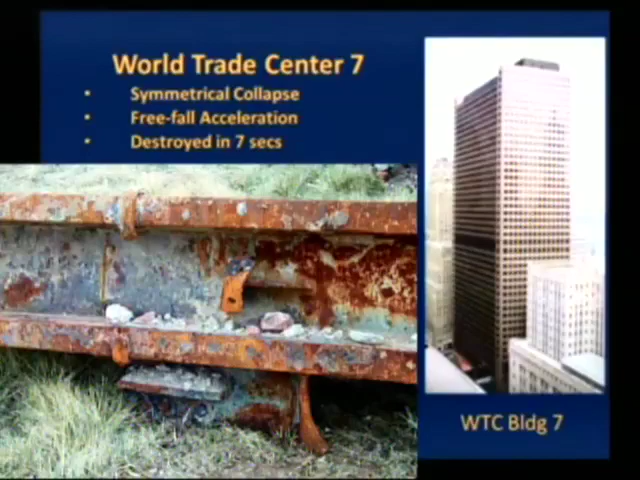 World Trade Center 7
• Symmetrical Collapse
• Free-fall Acceleration
• Destroyed in 7 secs
WTC Bldg 7